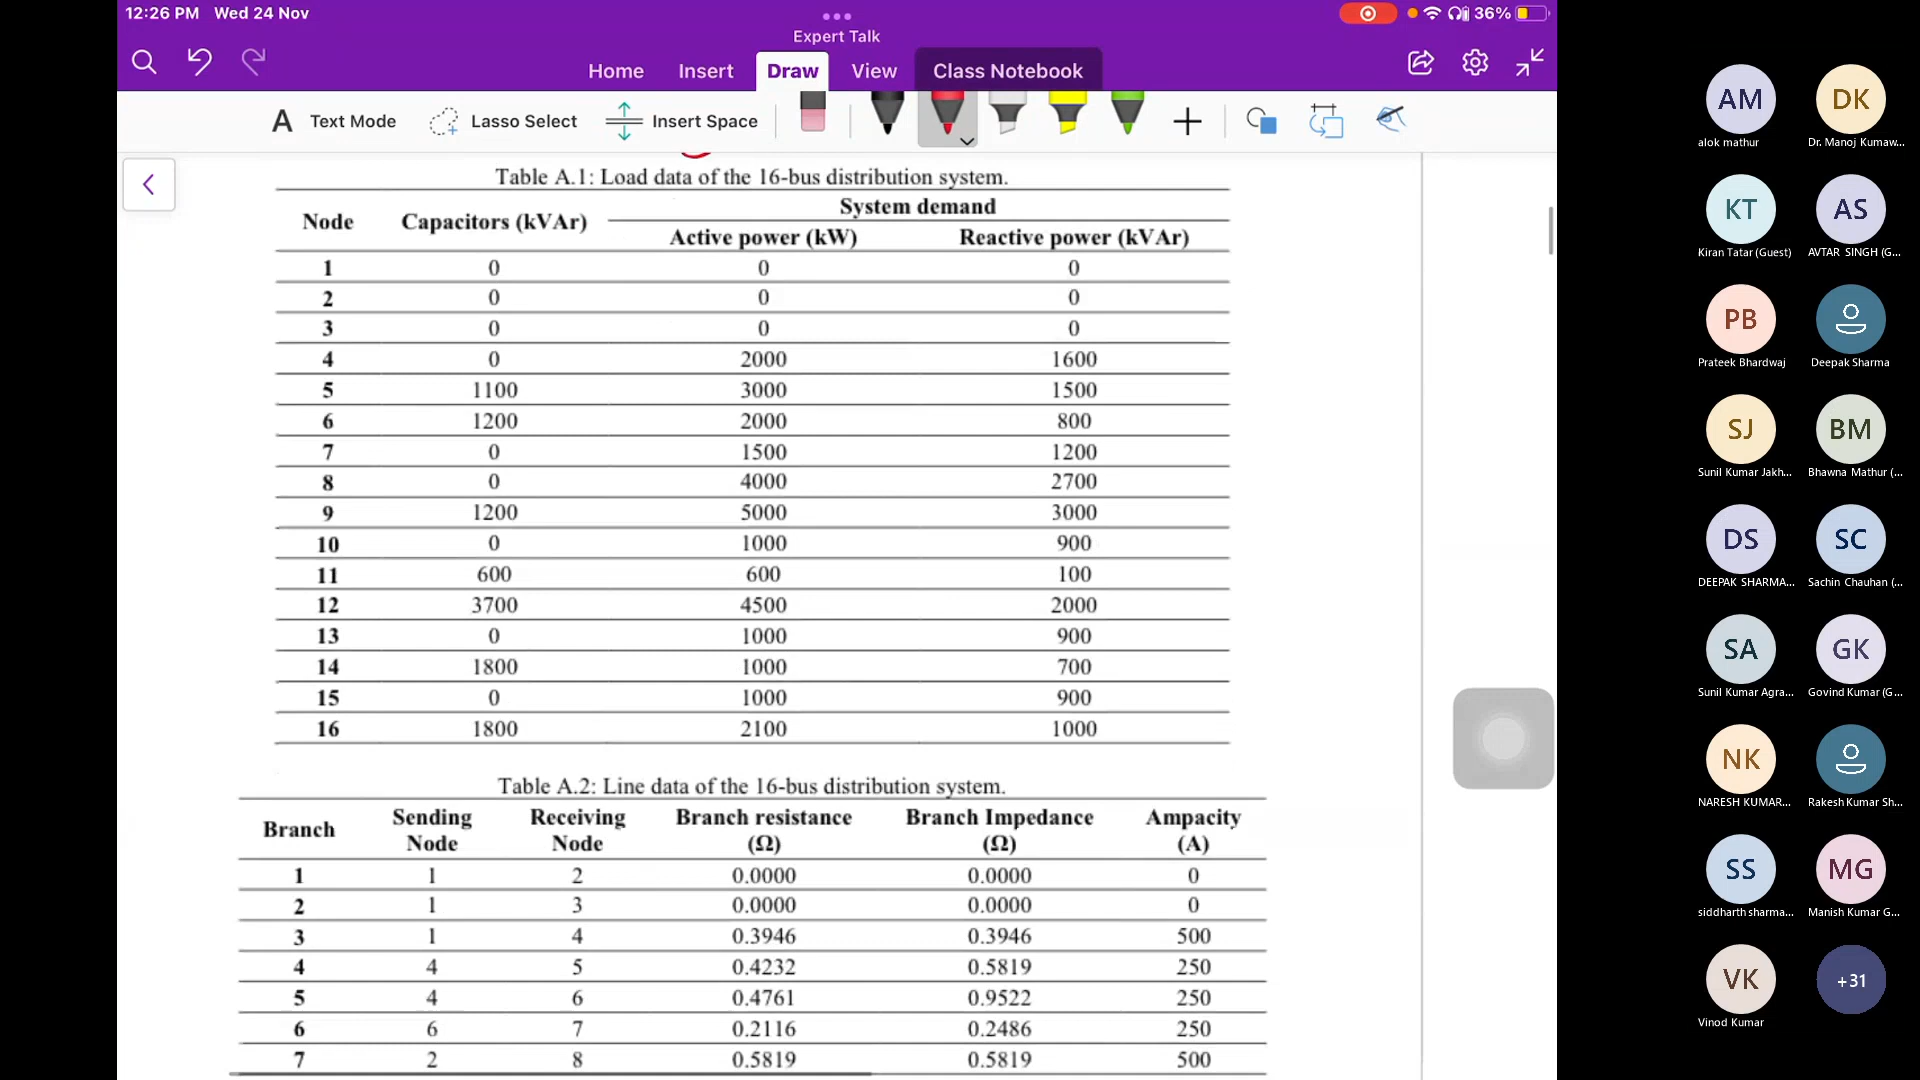 12:26 PM Wed 24 Nov
36%
Expert Talk
Home Insert Draw View Class Notebook
A Text Mode Lasso Select Insert Space
Table A.1: Load data of the 16-bus distribution system.
Node Capacitors (kVAr) System demand
Active power (kW) Reactive power (kVAr)
1 0 0 0
2 0 0 0
3 0 0 0
4 0 2000 1600
5 1100 3000 1500
6 1200 2000 800
7 0 1500 1200
8 0 4000 2700
9 1200 5000 3000
10 0 1000 900
11 600 600 100
12 3700 4500 2000
13 0 1000 900
14 1800 1000 700
15 0 1000 900
16 1800 2100 1000
Table A.2: Line data of the 16-bus distribution system.
Branch Sending Node Receiving Node Branch resistance (Ω) Branch Impedance (Ω) Ampacity (A)
1 1 2 0.0000 0.0000 0
2 1 3 0.0000 0.0000 0
3 1 4 0.3946 0.3946 500
4 4 5 0.4232 0.5819 250
5 4 6 0.4761 0.9522 250
6 6 7 0.2116 0.2486 250
7 2 8 0.5819 0.5819 500
AM DK
alok mathur Dr. Manoj Kumaw...
KT AS
Kiran Tatar (Guest) AVTAR SINGH (G...
PB
Prateek Bhardwaj Deepak Sharma
SJ BM
Sunil Kumar Jakh... Bhawna Mathur (...
DS SC
DEEPAK SHARMA... Sachin Chauhan (...
SA GK
Sunil Kumar Agra... Govind Kumar (G...
NK
NARESH KUMAR... Rakesh Kumar Sh...
SS MG
siddharth sharma... Manish Kumar G...
VK +31
Vinod Kumar